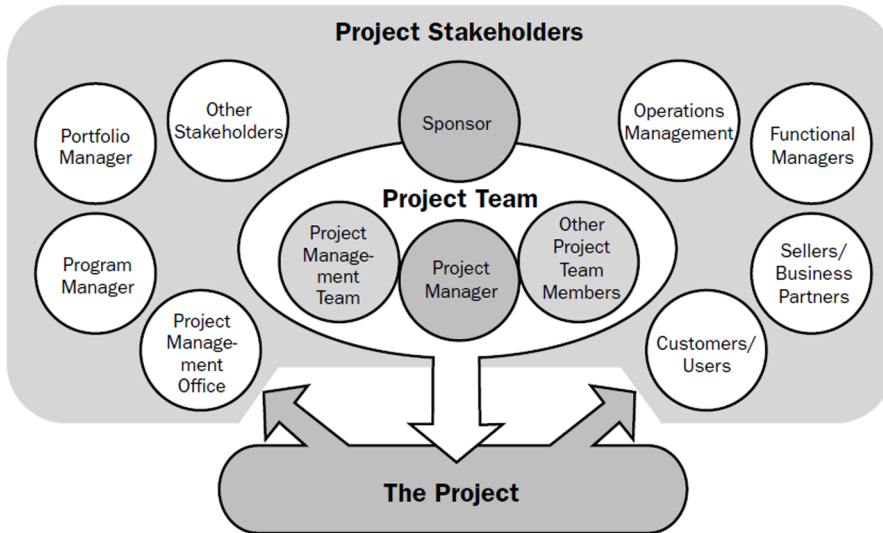 Project Stakeholders
Portfolio
Manager
Other
Stakeholders
Sponsor
Operations
Management
Functional
Managers
Project Team
Program
Manager
Project
Manage-
ment
Team
Project
Manager
Other
Project
Team
Members
Sellers/
Business
Partners
Project
Manage-
ment
Office
Customers/
Users
The Project